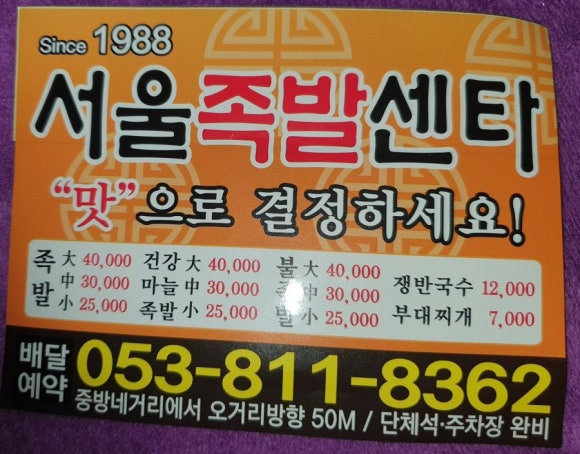 Since 1988
서울족발센타
"맛"으로 결정하세요!
족발 大 40,000
中 30,000
小 25,000
건강마늘족발 大 40,000
中 30,000
小 25,000
불족발 大 40,000
中 30,000
小 25,000
쟁반국수 12,000
부대찌개 7,000
배달예약 053-811-8362
중방네거리에서 오거리방향 50M / 단체석·주차장 완비